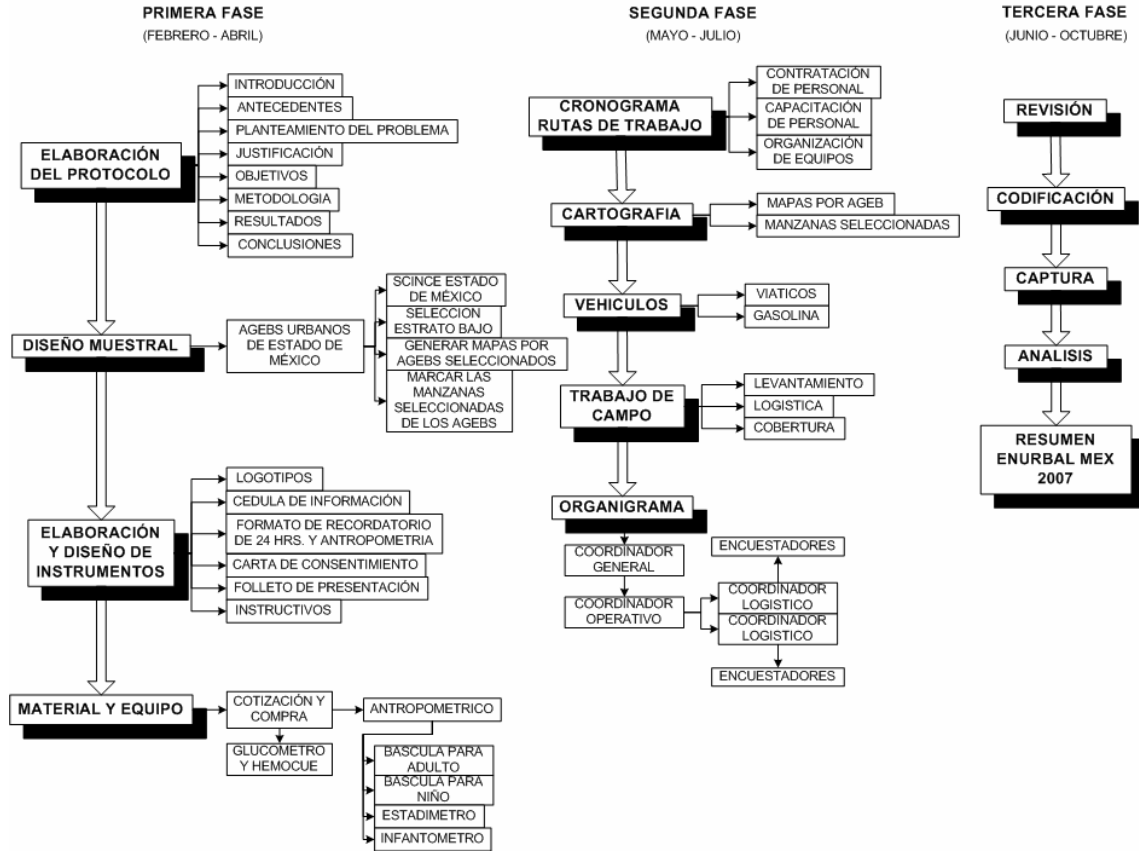 PRIMERA FASE
(FEBRERO - ABRIL)
ELABORACIÓN
DEL PROTOCOLO
INTRODUCCIÓN
ANTECEDENTES
PLANTEAMIENTO DEL PROBLEMA
JUSTIFICACIÓN
OBJETIVOS
METODOLOGIA
RESULTADOS
CONCLUSIONES
DISEÑO MUESTRAL
AGEBS URBANOS
DE ESTADO DE
MÉXICO
SCINCE ESTADO
DE MÉXICO
SELECCION
ESTRATO BAJO
GENERAR MAPAS POR
AGEBS SELECCIONADOS
MARCAR LAS
MANZANAS
SELECCIONADAS
DE LOS AGEBS
ELABORACIÓN
Y DISEÑO DE
INSTRUMENTOS
LOGOTIPOS
CEDULA DE INFORMACIÓN
FORMATO DE RECORDATORIO
DE 24 HRS. Y ANTROPOMETRIA
CARTA DE CONSENTIMIENTO
FOLLETO DE PRESENTACIÓN
INSTRUCTIVOS
MATERIAL Y EQUIPO
COTIZACIÓN Y
COMPRA
GLUCOMETRO
Y HEMOCUE
ANTROPOMETRICO
BASCULA PARA
ADULTO
BASCULA PARA
NIÑO
ESTADIMETRO
INFANTOMETRO
SEGUNDA FASE
(MAYO - JULIO)
CRONOGRAMA
RUTAS DE TRABAJO
CONTRATACIÓN
DE PERSONAL
CAPACITACIÓN
DE PERSONAL
ORGANIZACIÓN
DE EQUIPOS
CARTOGRAFIA
MAPAS POR AGEB
MANZANAS SELECCIONADAS
VEHICULOS
VIATICOS
GASOLINA
TRABAJO DE
CAMPO
LEVANTAMIENTO
LOGISTICA
COBERTURA
ORGANIGRAMA
COORDINADOR
GENERAL
COORDINADOR
OPERATIVO
ENCUESTADORES
COORDINADOR
LOGISTICO
COORDINADOR
LOGISTICO
ENCUESTADORES
TERCERA FASE
(JUNIO - OCTUBRE)
REVISIÓN
CODIFICACIÓN
CAPTURA
ANALISIS
RESUMEN
ENURBAL MEX
2007